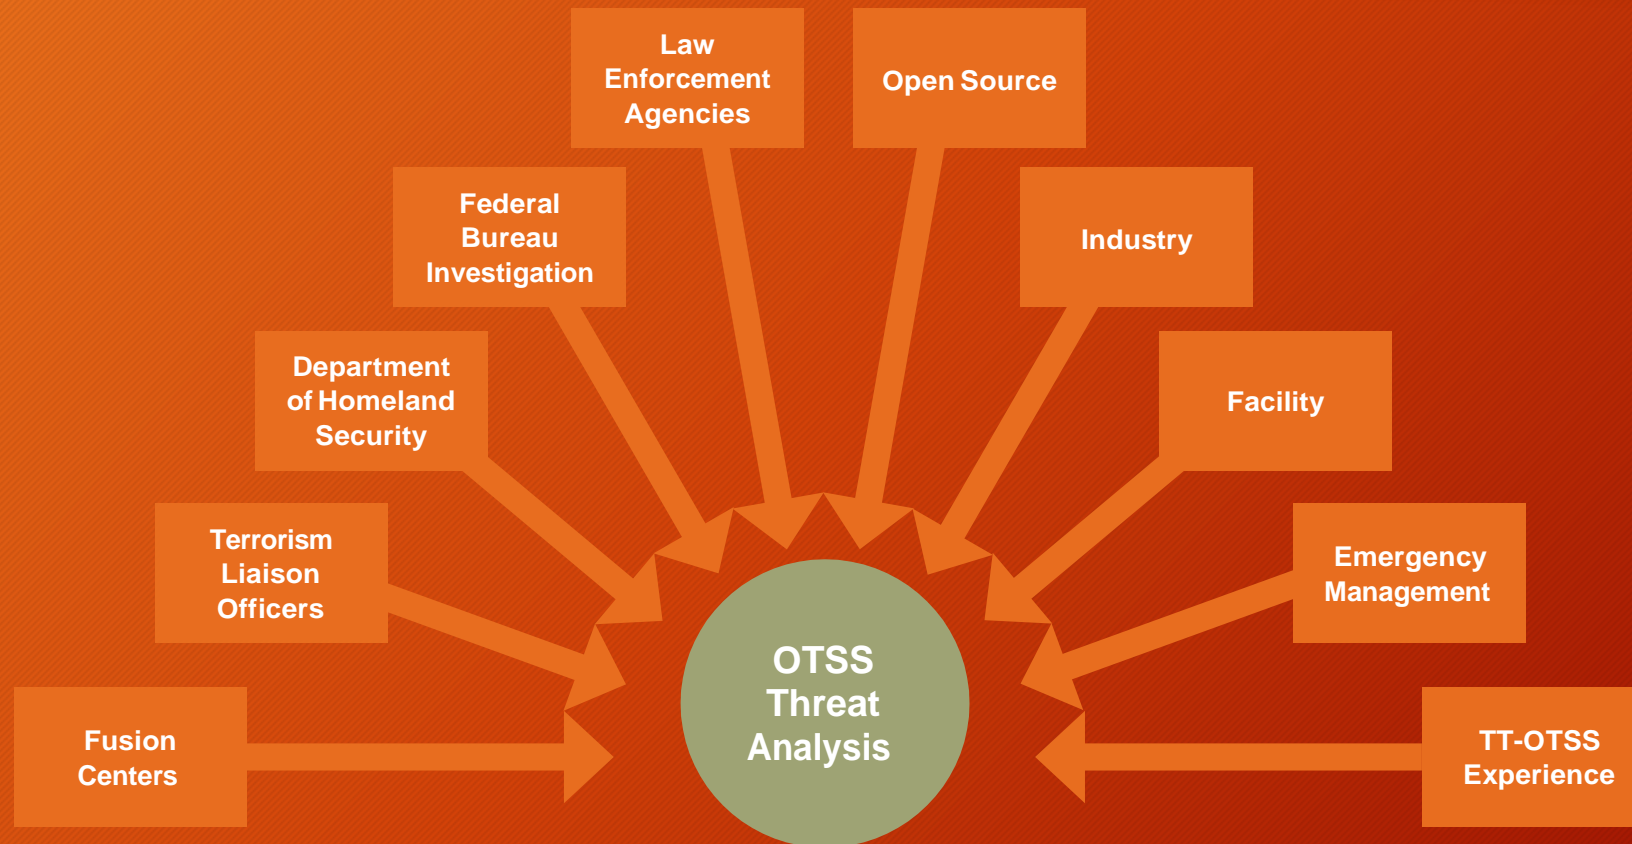 Law
Enforcement
Agencies
Open Source
Federal
Bureau
Investigation
Industry
Department
of Homeland
Security
Facility
Terrorism
Liaison
Officers
Emergency
Management
OTSS
Threat
Analysis
Fusion
Centers
TT-OTSS
Experience